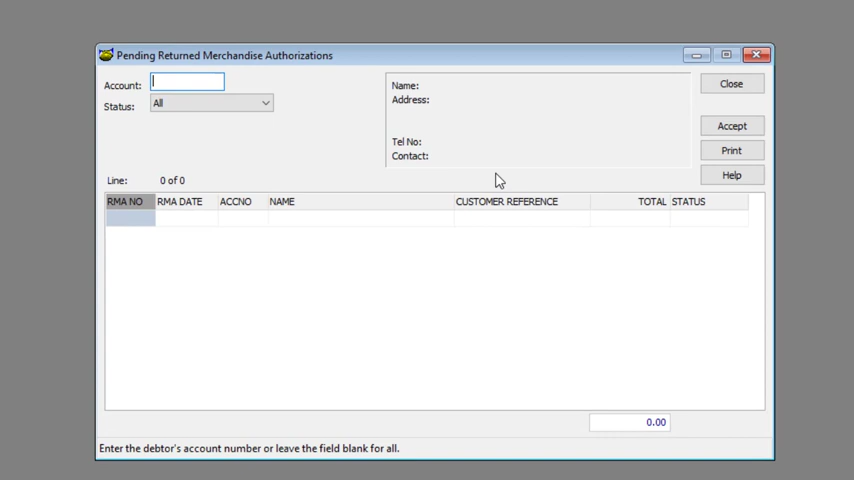 Pending Returned Merchandise Authorizations
Account:
Status: All
Name:
Address:
Tel No:
Contact:
Close
Accept
Print
Help
Line: 0 of 0
RMA NO RMA DATE ACCNO NAME CUSTOMER REFERENCE TOTAL STATUS
0.00
Enter the debtor's account number or leave the field blank for all.